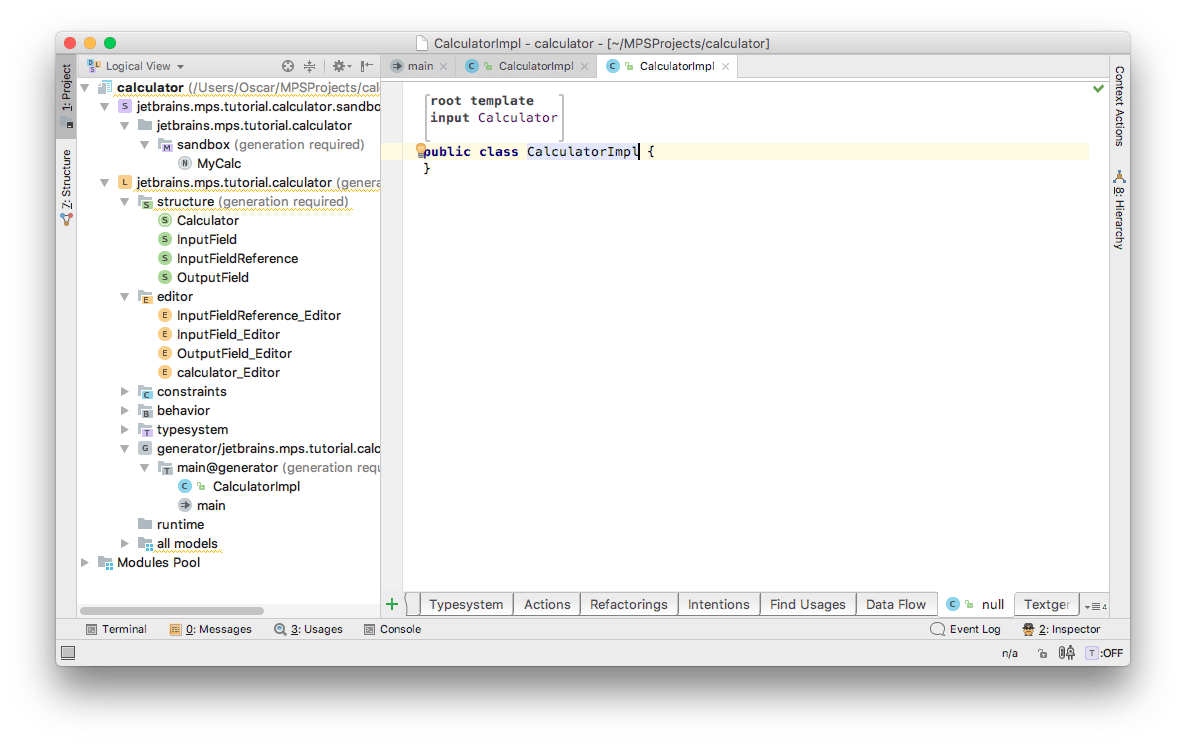 CalculatorImpl - calculator - [~/MPSProjects/calculator]
1: Project
Z: Structure
Logical View
calculator (/Users/Oscar/MPSProjects/cal
S jetbrains.mps.tutorial.calculator.sandbo
jetbrains.mps.tutorial.calculator
M sandbox (generation required)
N MyCalc
L jetbrains.mps.tutorial.calculator (genera
S structure (generation required)
S Calculator
S InputField
S InputFieldReference
S OutputField
E editor
E InputFieldReference_Editor
E InputField_Editor
E OutputField_Editor
E calculator_Editor
C constraints
B behavior
T typesystem
G generator/jetbrains.mps.tutorial.calc
T main@generator (generation requ
C CalculatorImpl
main
runtime
all models
Modules Pool
main
C CalculatorImpl
C CalculatorImpl
root template
input Calculator
public class CalculatorImpl {
}
Context Actions
8: Hierarchy
Typesystem
Actions
Refactorings
Intentions
Find Usages
Data Flow
C null
Textger
4
Terminal
0: Messages
3: Usages
Console
Event Log
2: Inspector
n/a
T :OFF